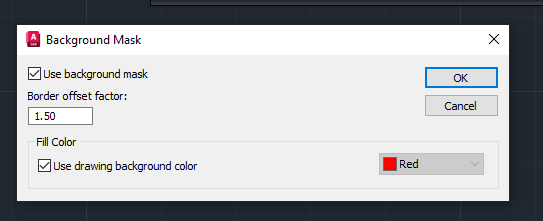 A
CAD
Background Mask
Use background mask
OK
Border offset factor:
Cancel
1.50
Fill Color
Use drawing background color
Red